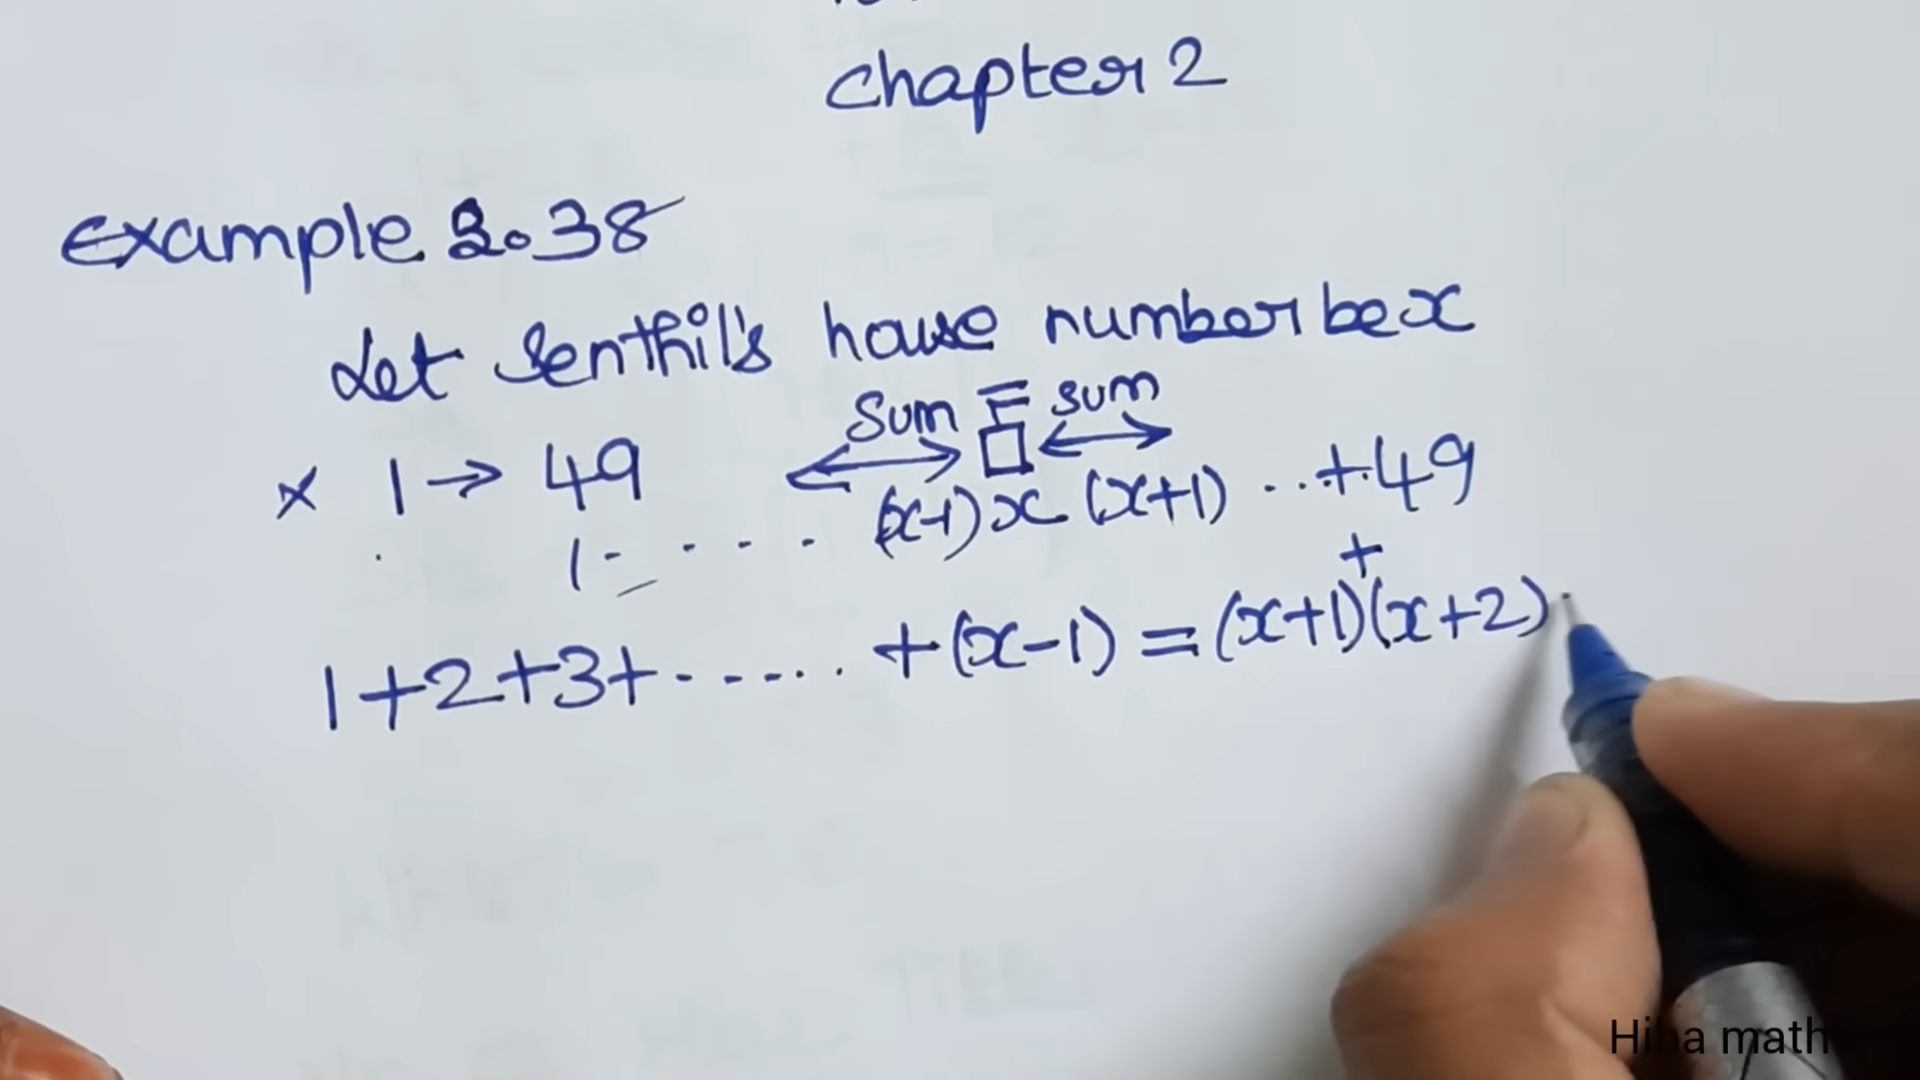 Chapter 2
Example 2.38
Let Senthil's house number be x
Sum F sum
x 1 → 49
1 - . . . . (x-1) x (x+1) . . . +49
+
1+2+3+ . . . . . . +(x-1) = (x+1)(x+2)
Hiba math